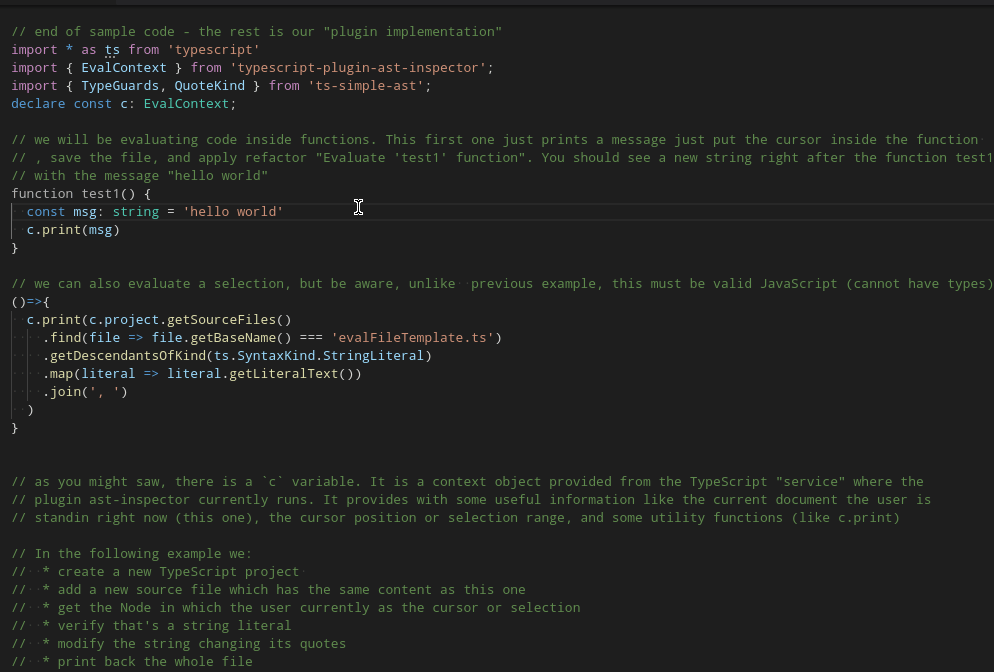 // end of sample code - the rest is our "plugin implementation"
import * as ts from 'typescript'
import { EvalContext } from 'typescript-plugin-ast-inspector';
import { TypeGuards, QuoteKind } from 'ts-simple-ast';
declare const c: EvalContext;
// we will be evaluating code inside functions. This first one just prints a message just put the cursor inside the function
// , save the file, and apply refactor "Evaluate 'test1' function". You should see a new string right after the function test1
// with the message "hello world"
function test1() {
  const msg: string = 'hello world'
  c.print(msg)
}
// we can also evaluate a selection, but be aware, unlike  previous example, this must be valid JavaScript (cannot have types)
()=>{
  c.print(c.project.getSourceFiles()
    .find(file => file.getBaseName() === 'evalFileTemplate.ts')
    .getDescendantsOfKind(ts.SyntaxKind.StringLiteral)
    .map(literal => literal.getLiteralText())
    .join(', ')
  )
}
// as you might saw, there is a `c` variable. It is a context object provided from the TypeScript "service" where the
// plugin ast-inspector currently runs. It provides with some useful information like the current document the user is
// standin right now (this one), the cursor position or selection range, and some utility functions (like c.print)
// In the following example we:
//  * create a new TypeScript project
//  * add a new source file which has the same content as this one
//  * get the Node in which the user currently as the cursor or selection
//  * verify that's a string literal
//  * modify the string changing its quotes
//  * print back the whole file